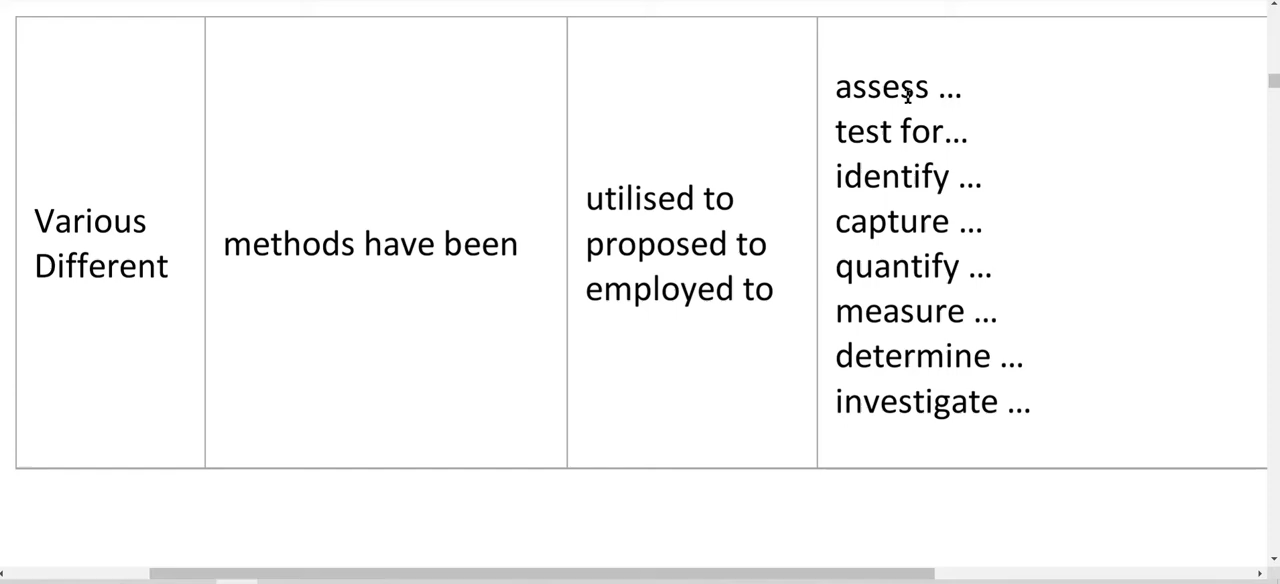 Various
Different
methods have been
utilised to
proposed to
employed to
assess ...
test for...
identify ...
capture ...
quantify ...
measure ...
determine ...
investigate ...